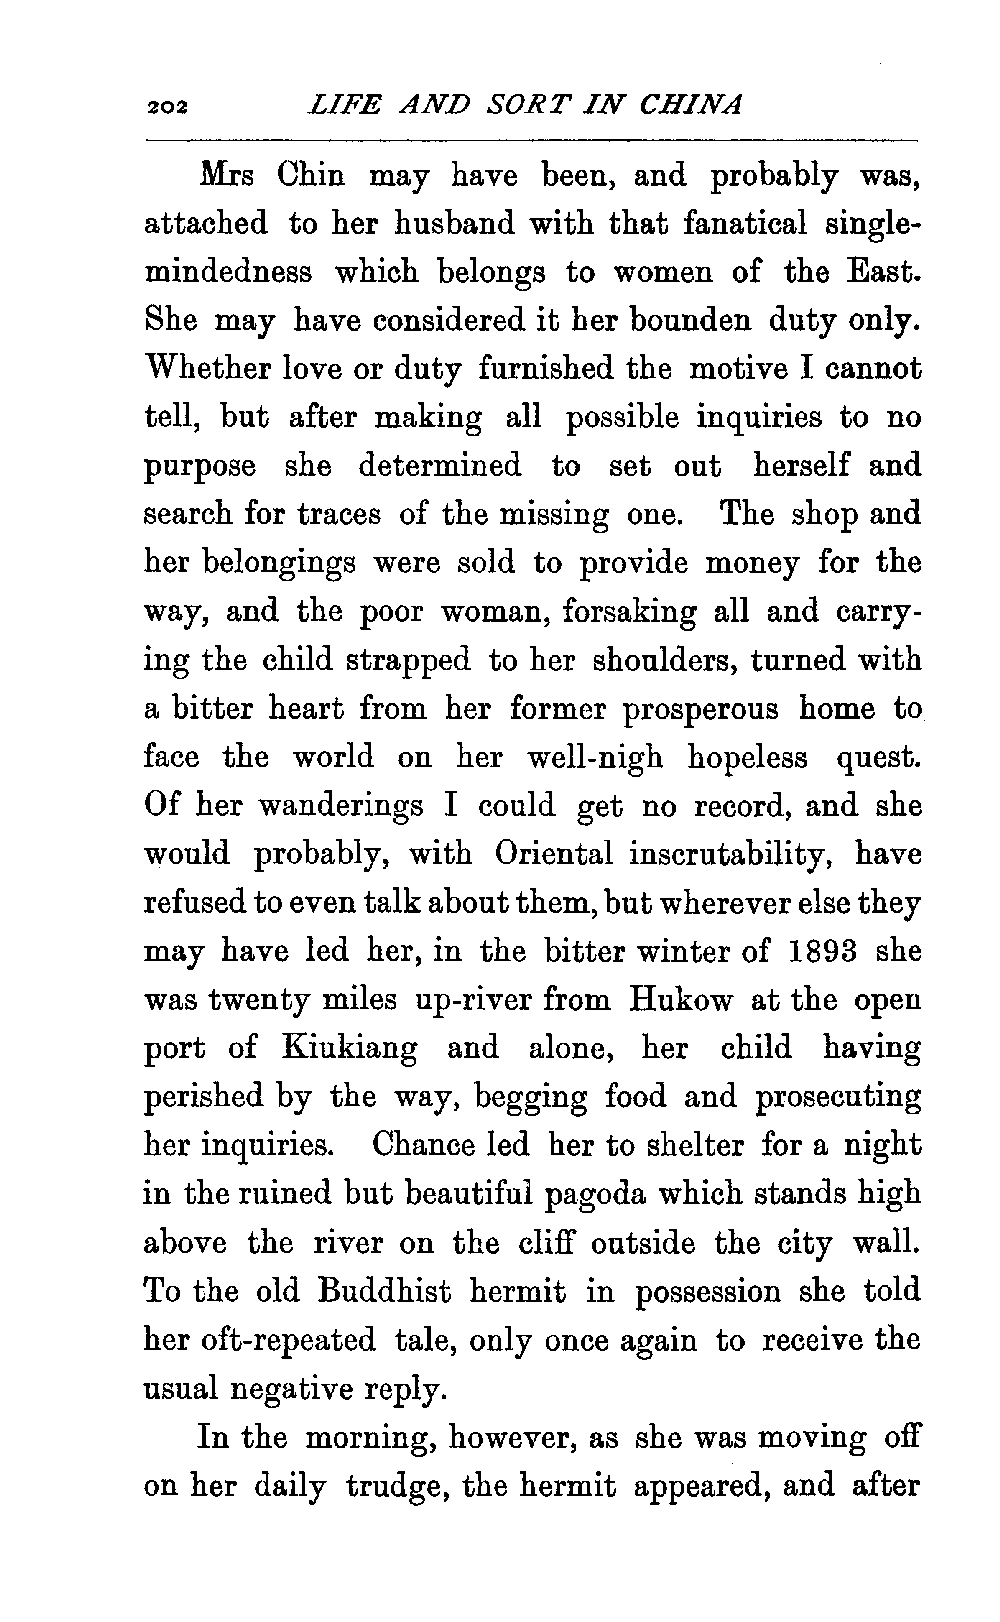 202 LIFE AND SORT IN CHINA
Mrs Chin may have been, and probably was,
attached to her husband with that fanatical single-
mindedness which belongs to women of the East.
She may have considered it her bounden duty only.
Whether love or duty furnished the motive I cannot
tell, but after making all possible inquiries to no
purpose she determined to set out herself and
search for traces of the missing one. The shop and
her belongings were sold to provide money for the
way, and the poor woman, forsaking all and carry-
ing the child strapped to her shoulders, turned with
a bitter heart from her former prosperous home to
face the world on her well-nigh hopeless quest.
Of her wanderings I could get no record, and she
would probably, with Oriental inscrutability, have
refused to even talk about them, but wherever else they
may have led her, in the bitter winter of 1893 she
was twenty miles up-river from Hukow at the open
port of Kiukiang and alone, her child having
perished by the way, begging food and prosecuting
her inquiries. Chance led her to shelter for a night
in the ruined but beautiful pagoda which stands high
above the river on the cliff outside the city wall.
To the old Buddhist hermit in possession she told
her oft-repeated tale, only once again to receive the
usual negative reply.
In the morning, however, as she was moving off
on her daily trudge, the hermit appeared, and after